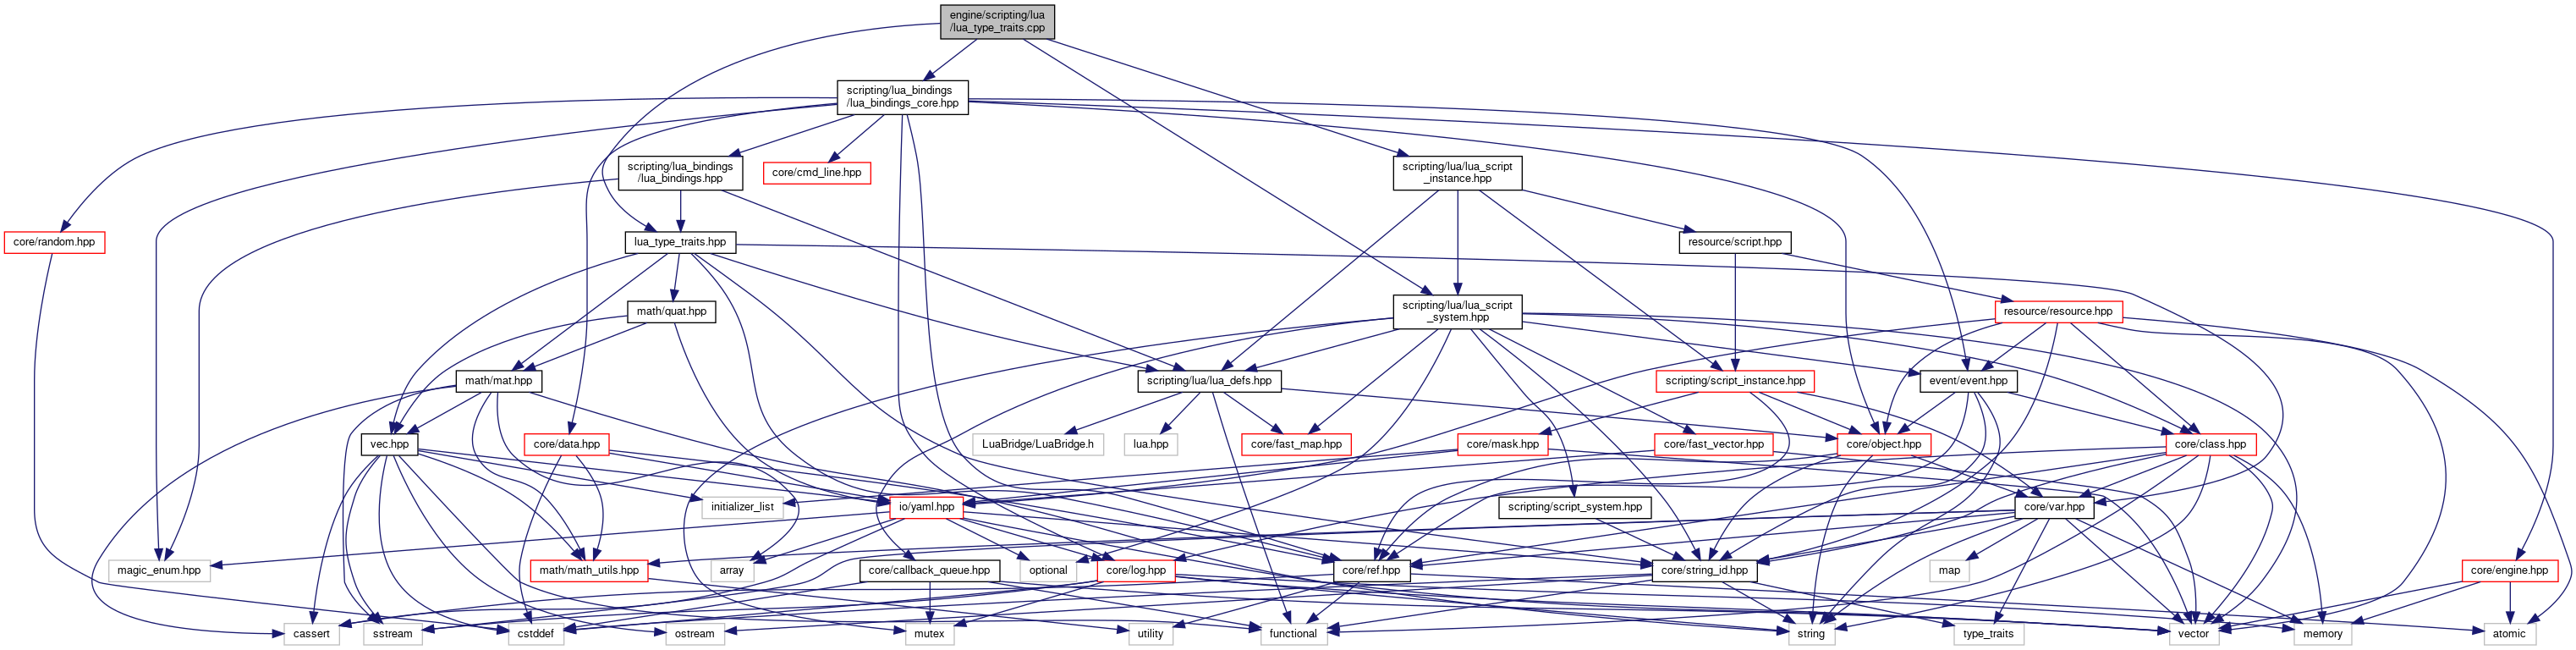 engine/scripting/lua
/lua_type_traits.cpp
scripting/lua_bindings
/lua_bindings_core.hpp
scripting/lua_bindings
/lua_bindings.hpp
core/cmd_line.hpp
scripting/lua/lua_script
_instance.hpp
core/random.hpp
lua_type_traits.hpp
resource/script.hpp
math/quat.hpp
scripting/lua/lua_script
_system.hpp
resource/resource.hpp
math/mat.hpp
scripting/lua/lua_defs.hpp
scripting/script_instance.hpp
event/event.hpp
vec.hpp
core/data.hpp
LuaBridge/LuaBridge.h
lua.hpp
core/fast_map.hpp
core/mask.hpp
core/fast_vector.hpp
core/object.hpp
core/class.hpp
initializer_list
io/yaml.hpp
scripting/script_system.hpp
core/var.hpp
magic_enum.hpp
math/math_utils.hpp
array
core/callback_queue.hpp
optional
core/log.hpp
core/ref.hpp
core/string_id.hpp
map
core/engine.hpp
cassert
sstream
cstddef
ostream
mutex
utility
functional
string
type_traits
vector
memory
atomic